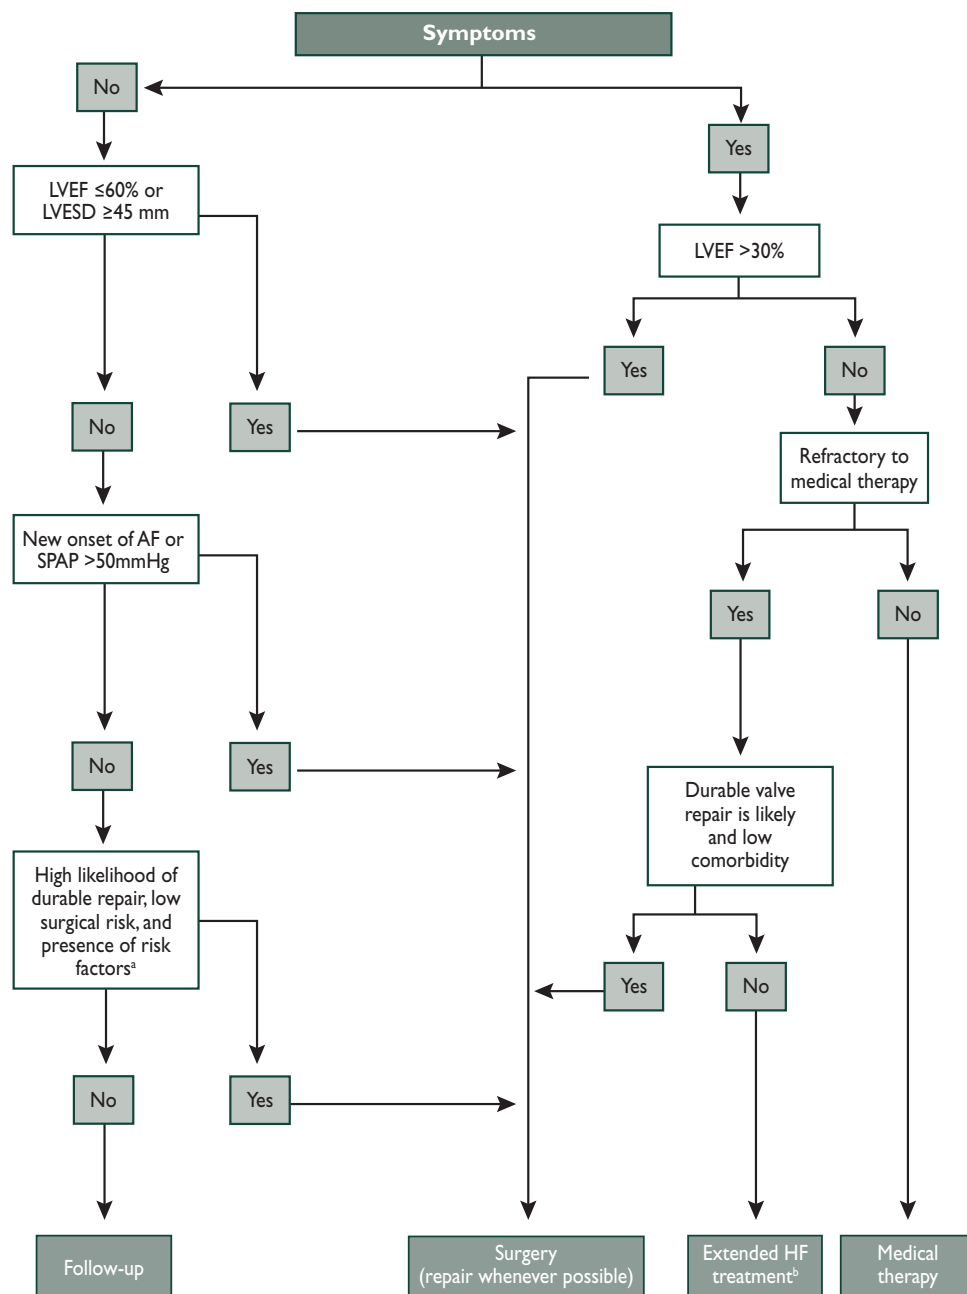 Symptoms
No
Yes
LVEF ≤60% or
LVESD ≥45 mm
LVEF >30%
Yes
No
No
Yes
Refractory to
medical therapy
New onset of AF or
SPAP >50mmHg
Yes
No
No
Yes
Durable valve
repair is likely
and low
comorbidity
High likelihood of
durable repair, low
surgical risk, and
presence of risk
factorsᵃ
Yes
No
No
Yes
Follow-up
Surgery
(repair whenever possible)
Extended HF
treatmentᵇ
Medical
therapy